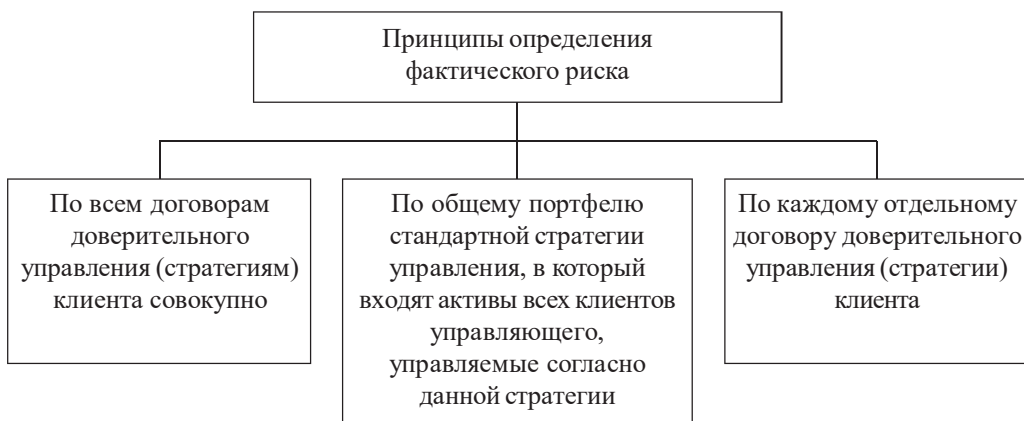 Принципы определения
фактического риска
По всем договорам
доверительного
управления (стратегиям)
клиента совокупно
По общему портфелю
стандартной стратегии
управления, в который
входят активы всех клиентов
управляющего,
управляемые согласно
данной стратегии
По каждому отдельному
договору доверительного
управления (стратегии)
клиента